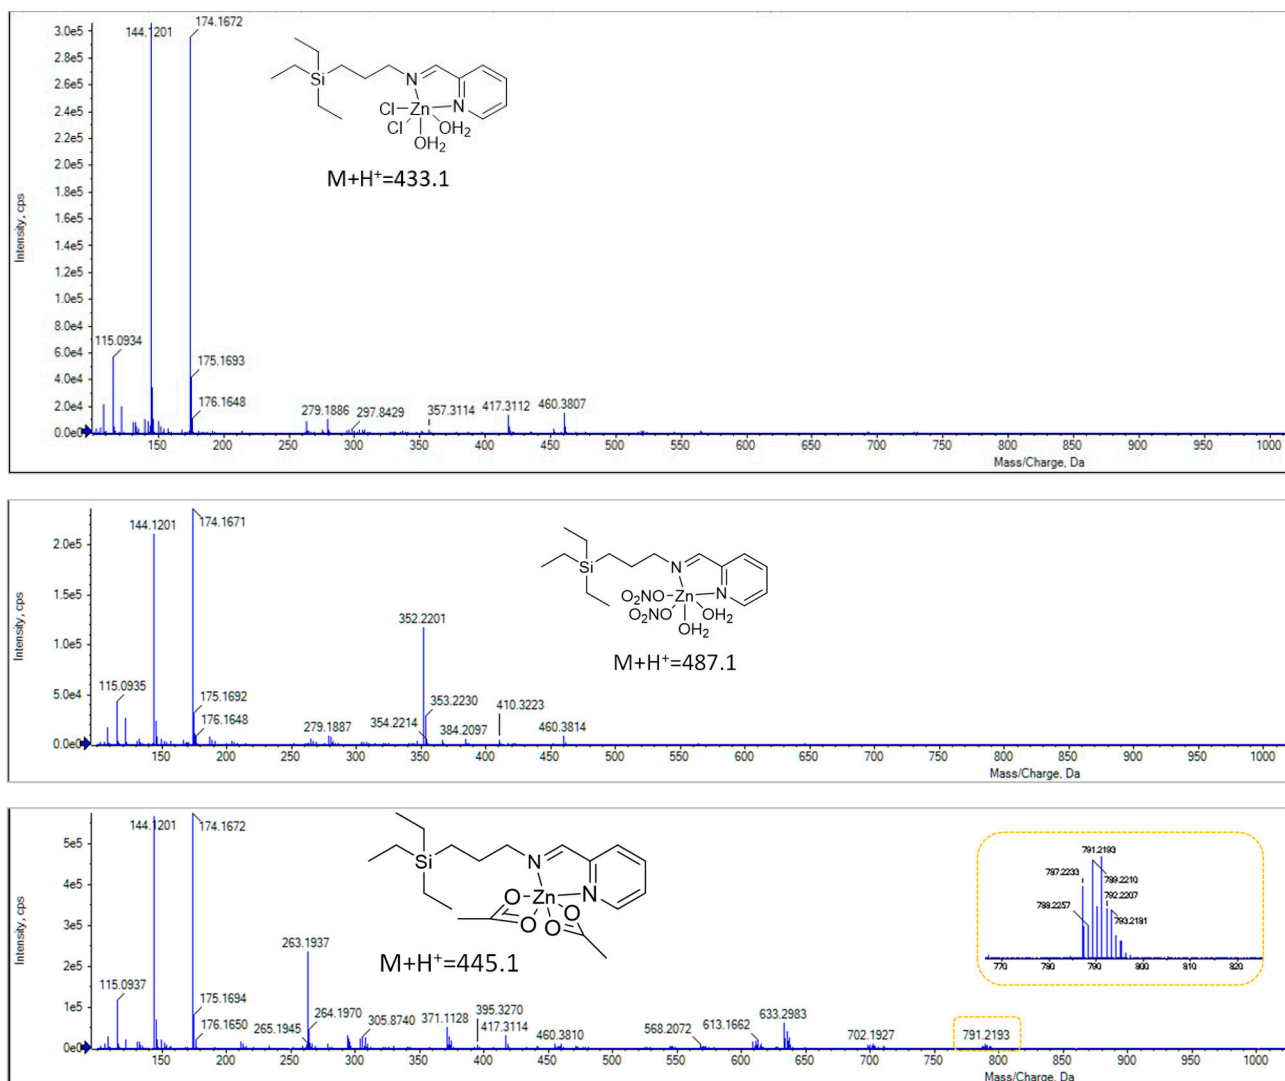 3.0e5
2.8e5
2.6e5
2.4e5
2.2e5
2.0e5
1.8e5
1.6e5
1.4e5
1.2e5
1.0e5
8.0e4
6.0e4
4.0e4
2.0e4
0.0e0
Intensity, cps
144.1201
174.1672
115.0934
175.1693
176.1648
279.1886
297.8429
357.3114
417.3112
460.3807
Si
N
Cl
Zn
N
Cl
OH2
OH2
M+H+=433.1
150 200 250 300 350 400 450 500 550 600 650 700 750 800 850 900 950 1000
Mass/Charge, Da
2.0e5
1.5e5
1.0e5
5.0e4
0.0e0
Intensity, cps
144.1201
174.1671
115.0935
175.1692
176.1648
279.1887
352.2201
353.2230
354.2214
384.2097
410.3223
460.3814
Si
N
O2NO
Zn
N
O2NO
OH2
OH2
M+H+=487.1
150 200 250 300 350 400 450 500 550 600 650 700 750 800 850 900 950 1000
Mass/Charge, Da
5e5
4e5
3e5
2e5
1e5
0e0
Intensity, cps
144.1201
174.1672
115.0937
175.1694
176.1650
263.1937
264.1970
265.1945
305.8740
371.1128
395.3270
417.3114
460.3810
568.2072
613.1662
633.2983
702.1927
791.2193
Si
N
O
Zn
N
O
O
O
M+H+=445.1
791.2193
787.2233
789.2210
792.2207
788.2257
793.2181
770 780 790 800 810 820
150 200 250 300 350 400 450 500 550 600 650 700 750 800 850 900 950 1000
Mass/Charge, Da